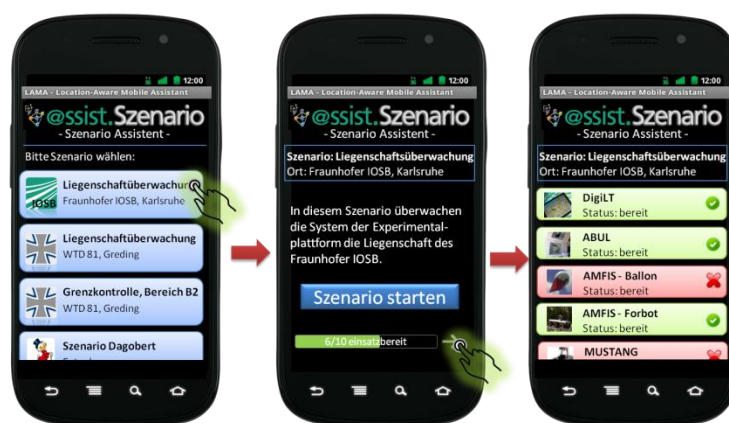 12:00
LAMA – Location-Aware Mobile Assistant
@ssist.Szenario
- Szenario Assistent -
Bitte Szenario wählen:
IOSB
Liegenschaftüberwachung
Fraunhofer IOSB, Karlsruhe
Liegenschaftüberwachung
WTD 81, Greding
Grenzkontrolle, Bereich B2
WTD 81, Greding
Szenario Dagobert
12:00
LAMA – Location-Aware Mobile Assistant
@ssist.Szenario
- Szenario Assistent -
Szenario: Liegenschaftsüberwachung
Ort: Fraunhofer IOSB, Karlsruhe
In diesem Szenario überwachen
die System der Experimental-
plattform die Liegenschaft des
Fraunhofer IOSB.
Szenario starten
6/10 einsatzbereit
12:00
LAMA – Location-Aware Mobile Assistant
@ssist.Szenario
- Szenario Assistent -
Szenario: Liegenschaftsüberwachung
Ort: Fraunhofer IOSB, Karlsruhe
DigiLT
Status: bereit
ABUL
Status: bereit
AMFIS - Ballon
Status: bereit
AMFIS - Forbot
Status: bereit
MUSTANG